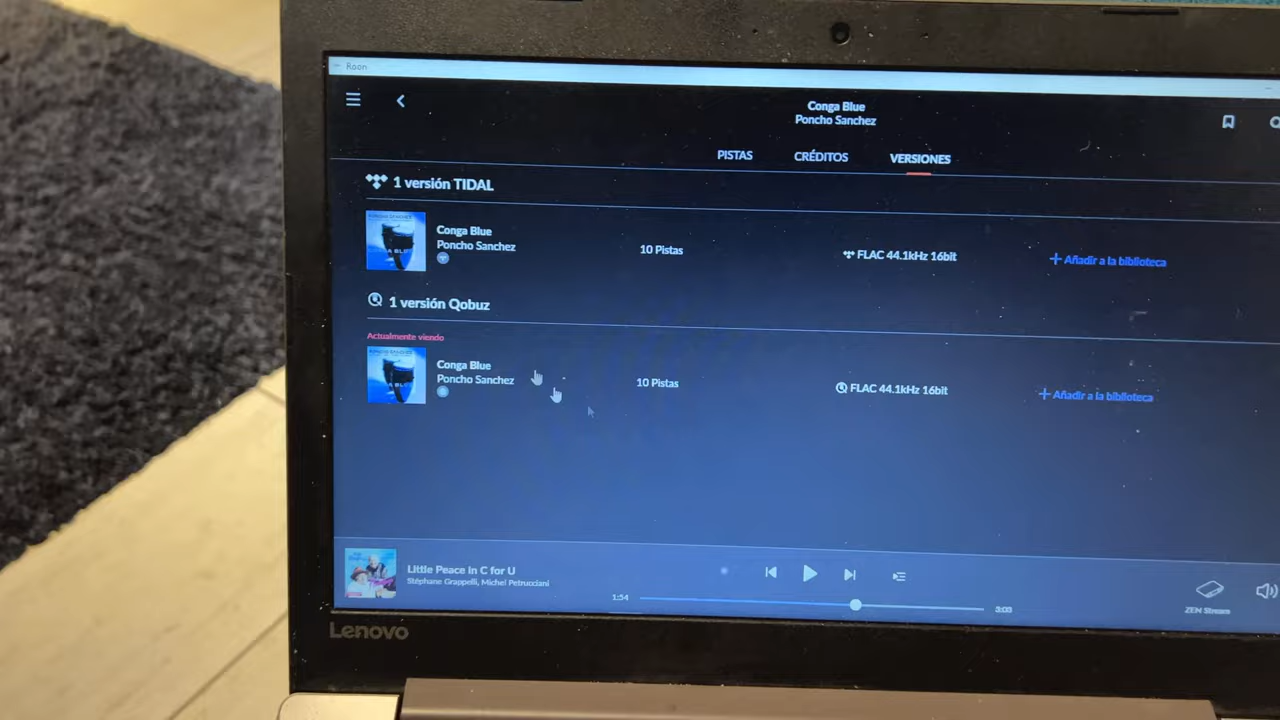 Roon
Conga Blue
Poncho Sanchez
PISTAS CRÉDITOS VERSIONES
1 versión TIDAL
Conga Blue
Poncho Sanchez
10 Pistas
FLAC 44.1kHz 16bit
+ Añadir a la biblioteca
1 versión Qobuz
Actualmente viendo
Conga Blue
Poncho Sanchez
10 Pistas
FLAC 44.1kHz 16bit
+ Añadir a la biblioteca
Little Peace in C for U
Stéphane Grappelli, Michel Petrucciani
1:54
3:03
ZEN Stream
Lenovo